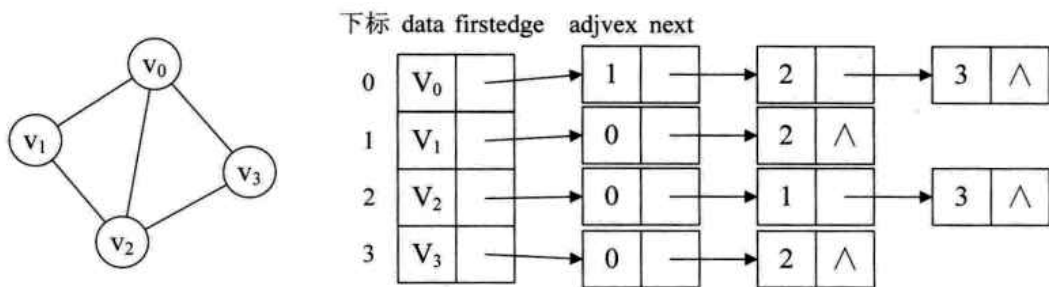 下标 data firstedge adjvex next
v₀
v₁
v₃
v₂
0 V₀ 1 2 3 ∧
1 V₁ 0 2 ∧
2 V₂ 0 1 3 ∧
3 V₃ 0 2 ∧